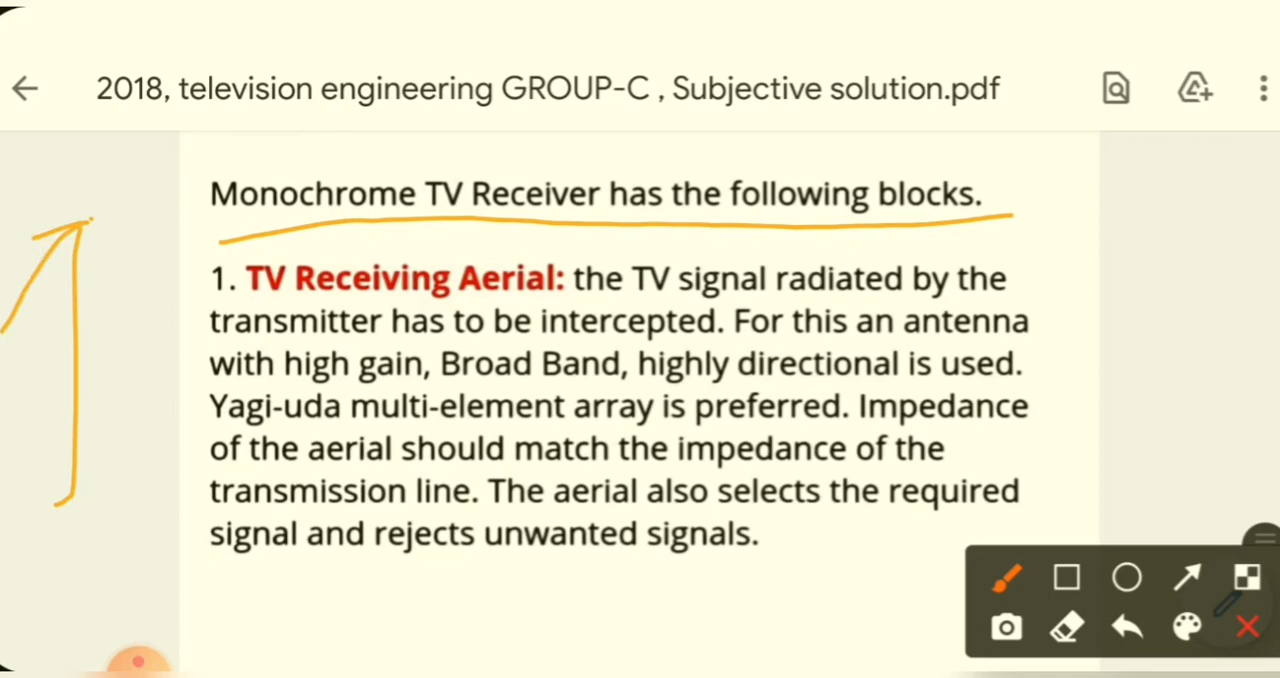 2018, television engineering GROUP-C , Subjective solution.pdf
Monochrome TV Receiver has the following blocks.
1. TV Receiving Aerial: the TV signal radiated by the
transmitter has to be intercepted. For this an antenna
with high gain, Broad Band, highly directional is used.
Yagi-uda multi-element array is preferred. Impedance
of the aerial should match the impedance of the
transmission line. The aerial also selects the required
signal and rejects unwanted signals.